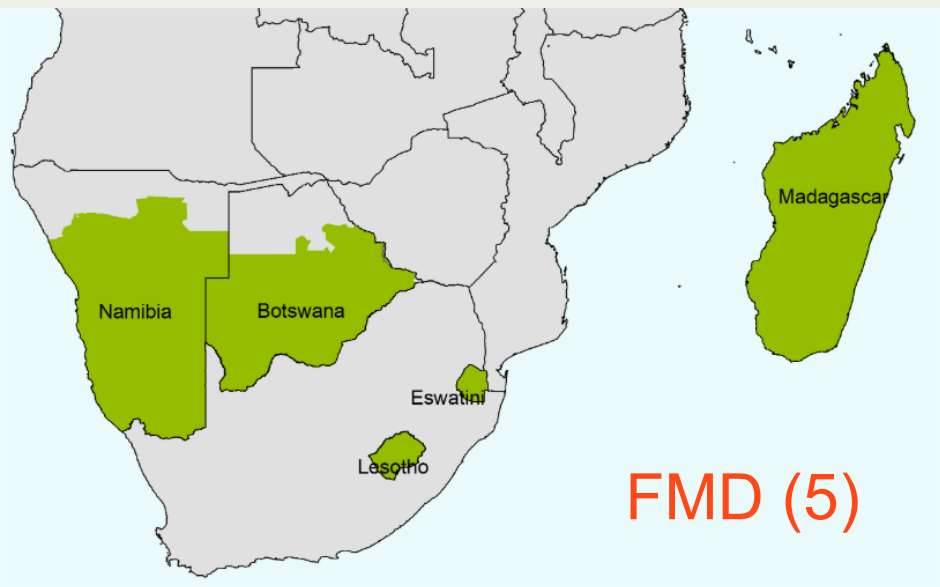 Madagascar
Namibia
Botswana
Eswatini
Lesotho
FMD (5)